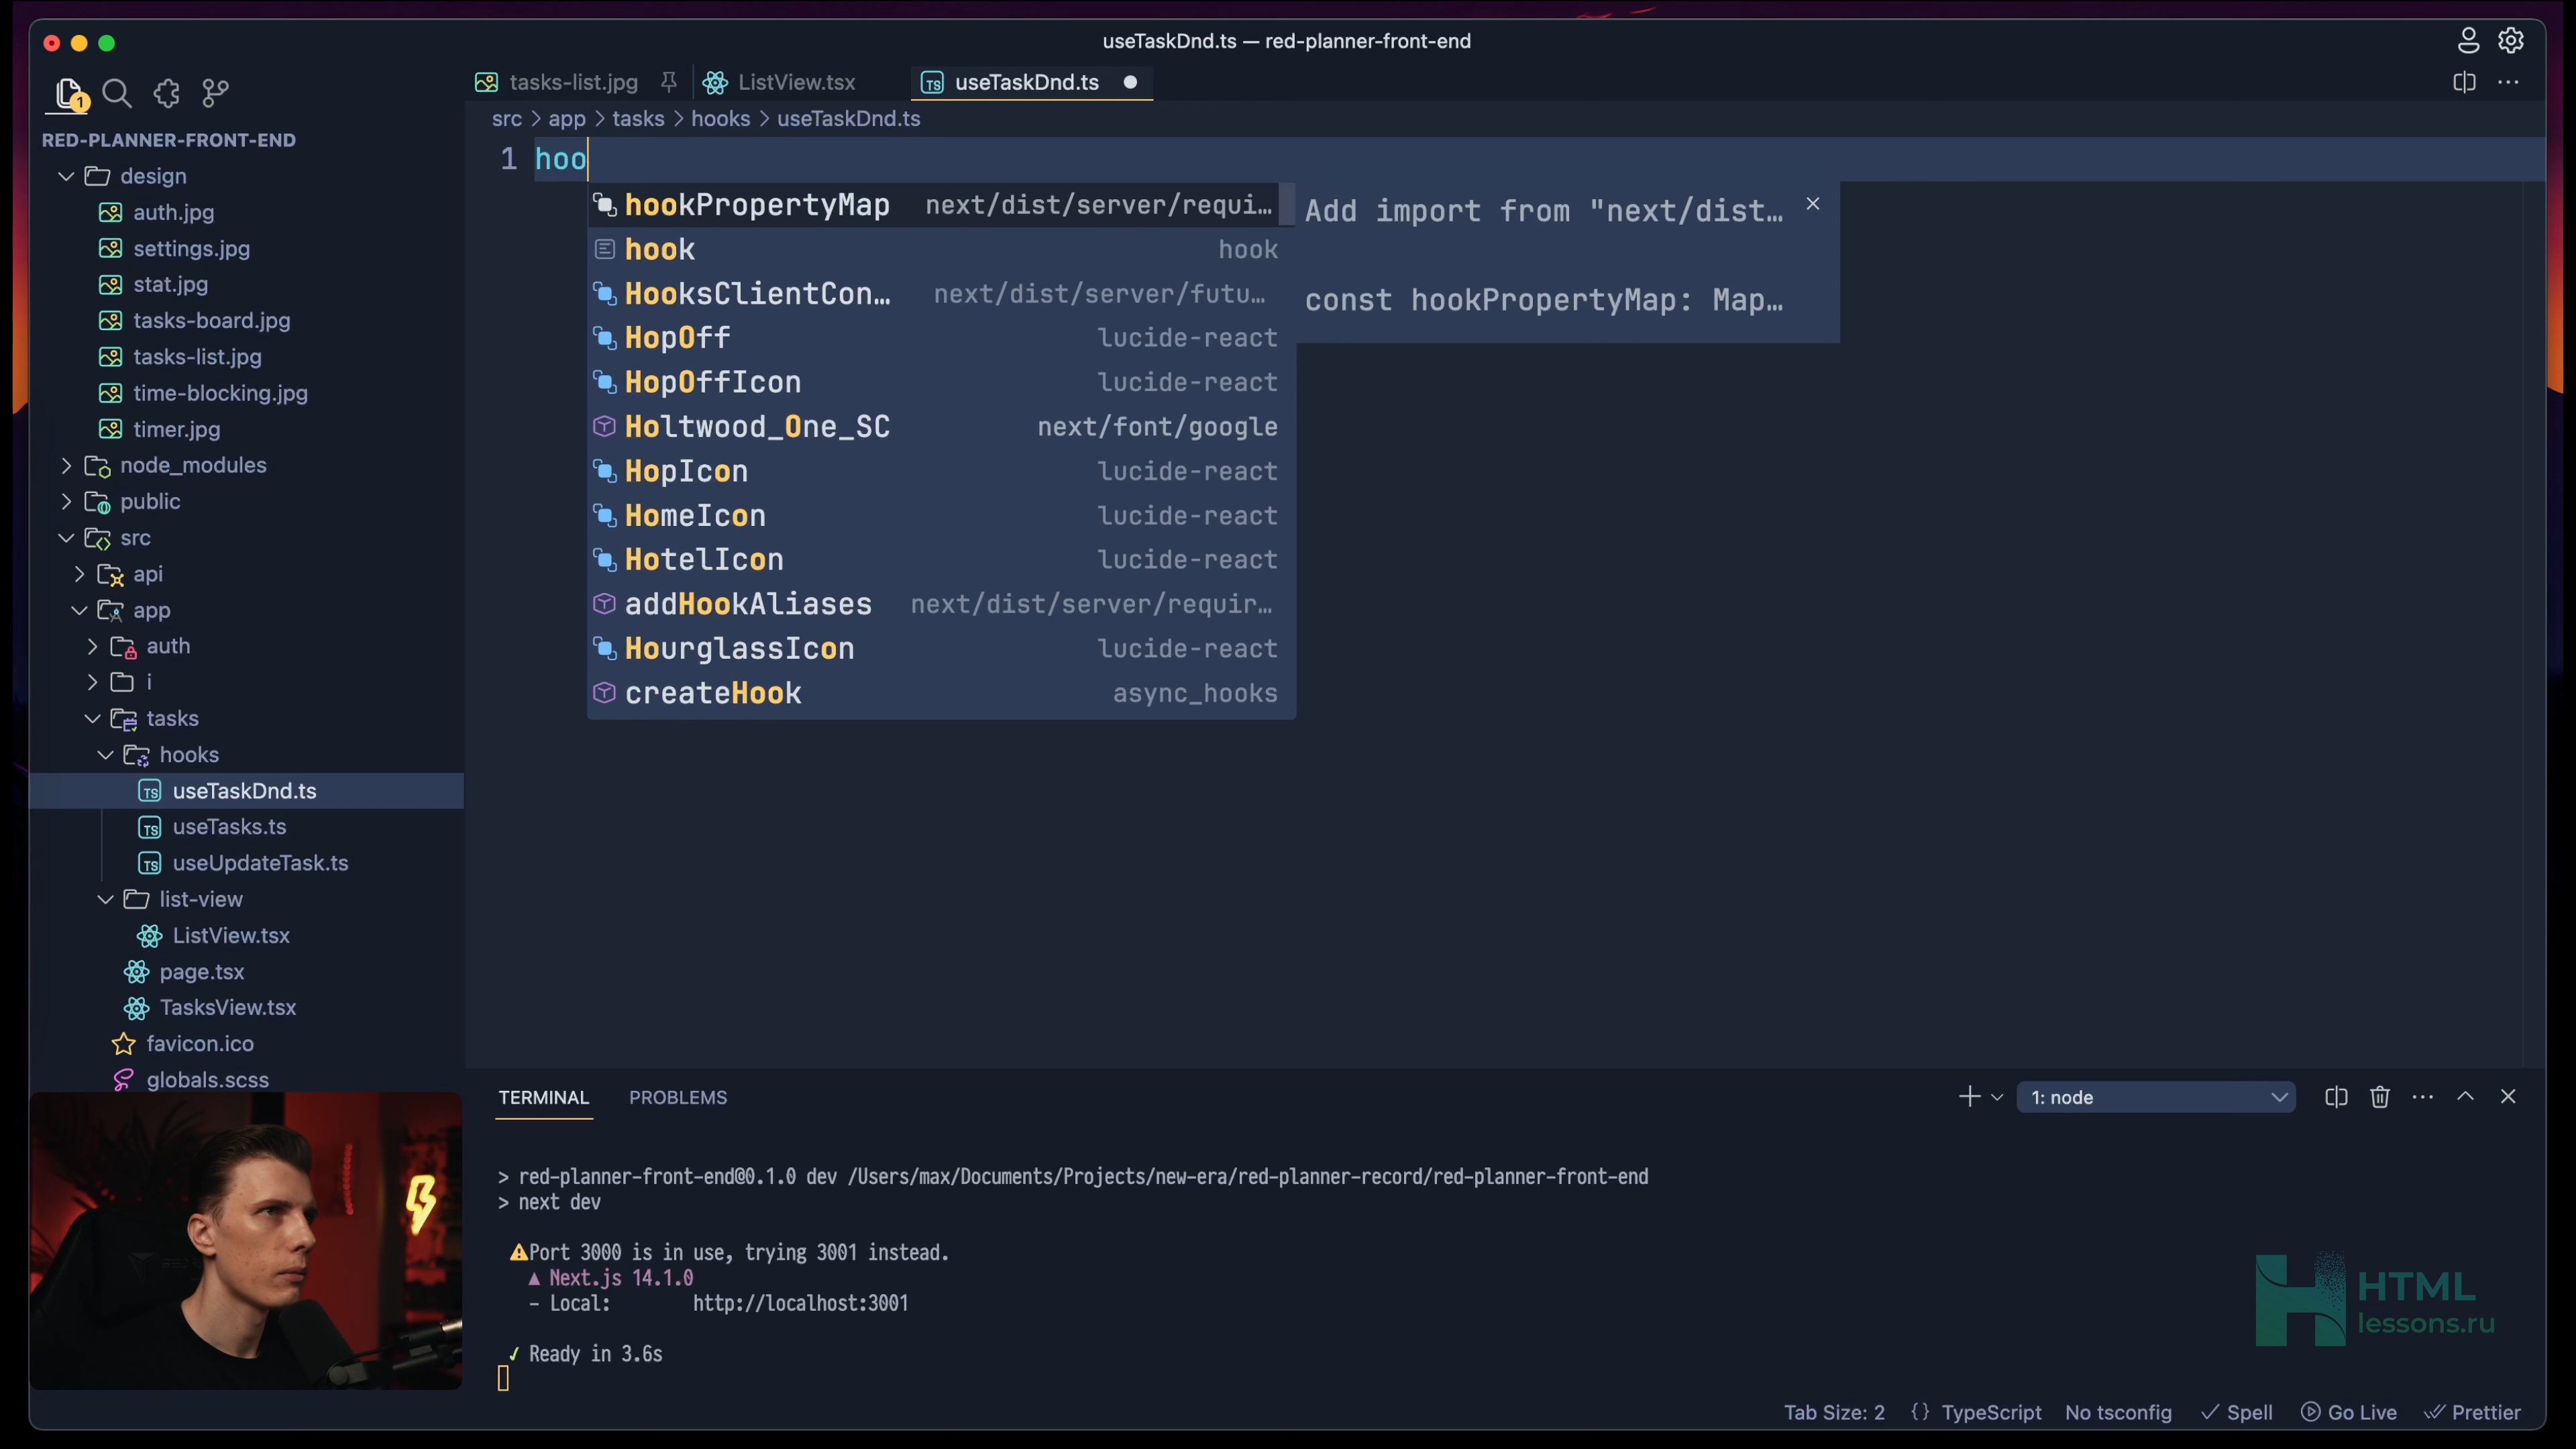 useTaskDnd.ts — red-planner-front-end
1
tasks-list.jpg
ListView.tsx
TS useTaskDnd.ts
src > app > tasks > hooks > useTaskDnd.ts
RED-PLANNER-FRONT-END
design
auth.jpg
settings.jpg
stat.jpg
tasks-board.jpg
tasks-list.jpg
time-blocking.jpg
timer.jpg
node_modules
public
src
api
app
auth
i
tasks
hooks
TS useTaskDnd.ts
TS useTasks.ts
TS useUpdateTask.ts
list-view
ListView.tsx
page.tsx
TasksView.tsx
favicon.ico
globals.scss
1 hoo
hookPropertyMap next/dist/server/requi…
hook hook
HooksClientCon… next/dist/server/futu…
HopOff lucide-react
HopOffIcon lucide-react
Holtwood_One_SC next/font/google
HopIcon lucide-react
HomeIcon lucide-react
HotelIcon lucide-react
addHookAliases next/dist/server/requir…
HourglassIcon lucide-react
createHook async_hooks
Add import from "next/dist…
const hookPropertyMap: Map…
TERMINAL PROBLEMS
1: node
> red-planner-front-end@0.1.0 dev /Users/max/Documents/Projects/new-era/red-planner-record/red-planner-front-end
> next dev
⚠Port 3000 is in use, trying 3001 instead.
▲ Next.js 14.1.0
- Local: http://localhost:3001
✓ Ready in 3.6s
HTML
lessons.ru
Tab Size: 2 {} TypeScript No tsconfig ✓ Spell Go Live Prettier